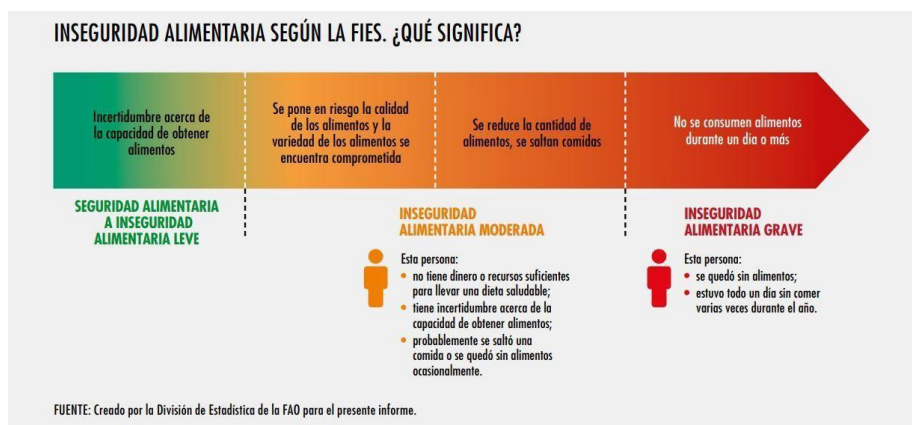 INSEGURIDAD ALIMENTARIA SEGÚN LA FIES. ¿QUÉ SIGNIFICA?
Incertidumbre acerca de
la capacidad de obtener
alimentos
Se pone en riesgo la calidad
de los alimentos y la
variedad de los alimentos se
encuentra comprometida
Se reduce la cantidad de
alimentos, se saltan comidas
No se consumen alimentos
durante un día o más
SEGURIDAD ALIMENTARIA
A INSEGURIDAD
ALIMENTARIA LEVE
INSEGURIDAD
ALIMENTARIA MODERADA
Esta persona:
• no tiene dinero o recursos suficientes
para llevar una dieta saludable;
• tiene incertidumbre acerca de la
capacidad de obtener alimentos;
• probablemente se saltó una
comida o se quedó sin alimentos
ocasionalmente.
INSEGURIDAD
ALIMENTARIA GRAVE
Esta persona:
• se quedó sin alimentos;
• estuvo todo un día sin comer
varias veces durante el año.
FUENTE: Creado por la División de Estadística de la FAO para el presente informe.